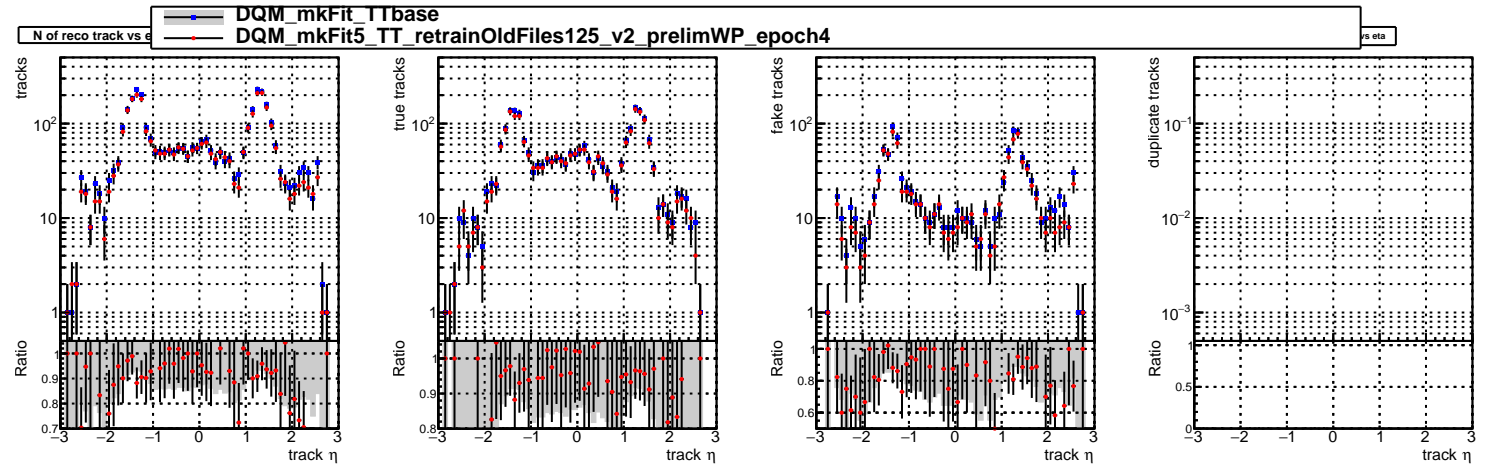 DQM_mkFit_TTbase
DQM_mkFit5_TT_retrainOldFiles125_v2_prelimWP_epoch4
N of reco track vs e
vs eta
tracks
10²
10
1
Ratio
1
0.9
0.8
0.7
−3 −2 −1 0 1 2 3
track η
true tracks
10²
10
1
Ratio
1
0.9
0.8
−3 −2 −1 0 1 2 3
track η
fake tracks
10²
10
1
Ratio
1
0.8
0.6
−3 −2 −1 0 1 2 3
track η
duplicate tracks
10⁻¹
10⁻²
10⁻³
Ratio
1
0.5
0
−3 −2 −1 0 1 2 3
track η